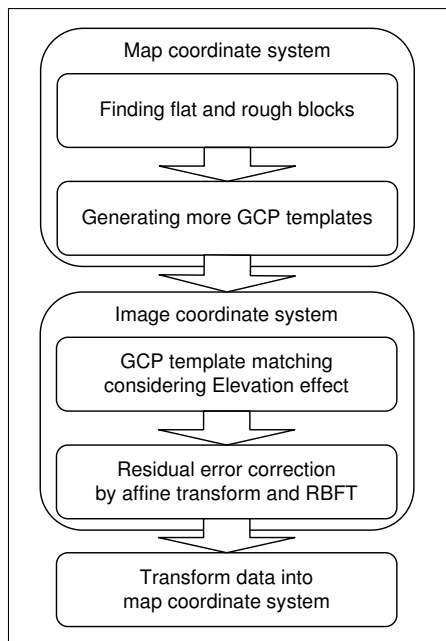 Map coordinate system
Finding flat and rough blocks
Generating more GCP templates
Image coordinate system
GCP template matching
considering Elevation effect
Residual error correction
by affine transform and RBFT
Transform data into
map coordinate system